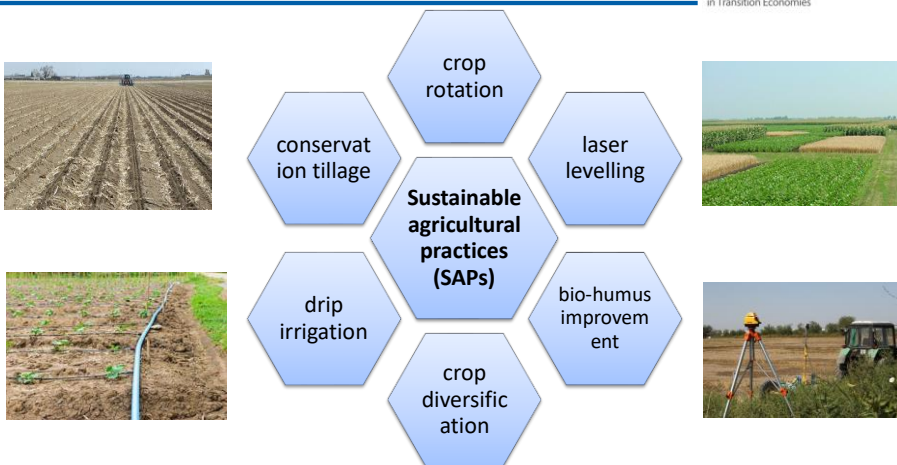 in Transition Economies
crop
rotation
conservat
ion tillage
laser
levelling
Sustainable
agricultural
practices
(SAPs)
drip
irrigation
bio-humus
improvem
ent
crop
diversific
ation